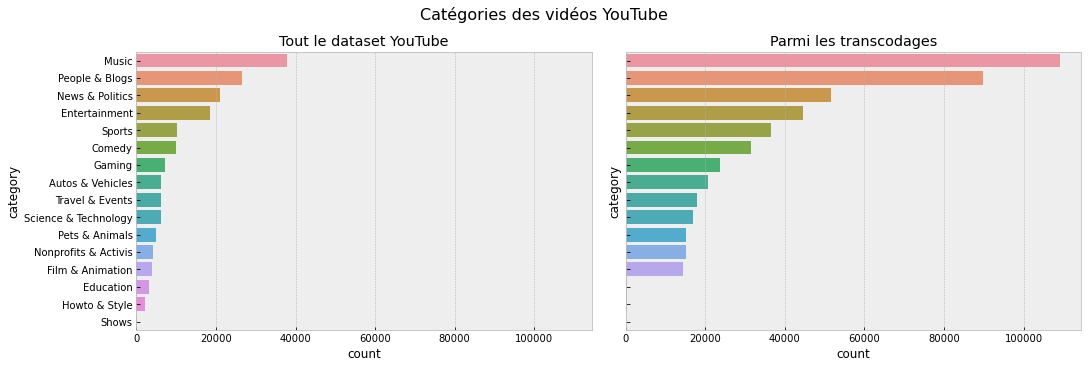 Catégories des vidéos YouTube
Tout le dataset YouTube
Parmi les transcodages
category
Music
People & Blogs
News & Politics
Entertainment
Sports
Comedy
Gaming
Autos & Vehicles
Travel & Events
Science & Technology
Pets & Animals
Nonprofits & Activis
Film & Animation
Education
Howto & Style
Shows
0 20000 40000 60000 80000 100000
count
category
0 20000 40000 60000 80000 100000
count